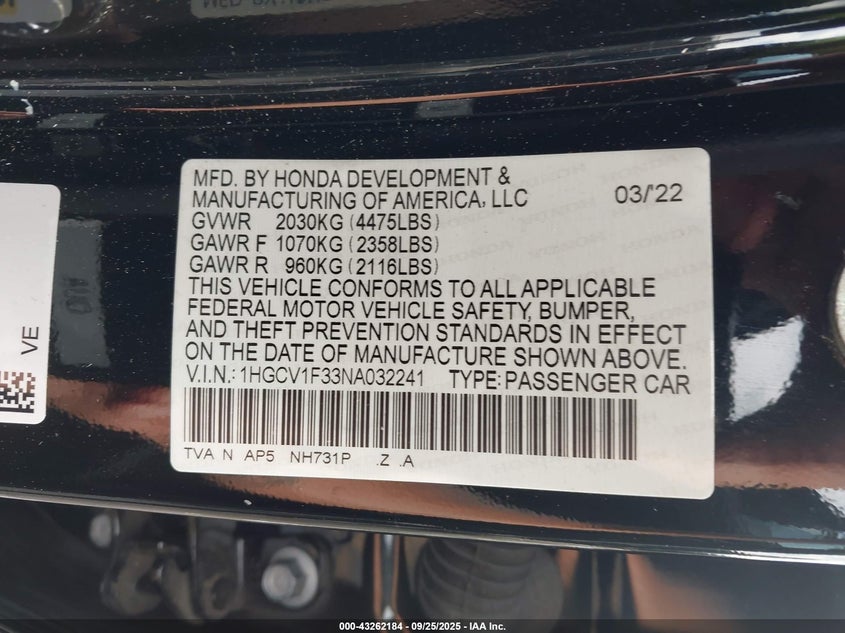 MFD. BY HONDA DEVELOPMENT &
MANUFACTURING OF AMERICA, LLC 03/'22
GVWR 2030KG (4475LBS)
GAWR F 1070KG (2358LBS)
GAWR R 960KG (2116LBS)
THIS VEHICLE CONFORMS TO ALL APPLICABLE
FEDERAL MOTOR VEHICLE SAFETY, BUMPER,
AND THEFT PREVENTION STANDARDS IN EFFECT
ON THE DATE OF MANUFACTURE SHOWN ABOVE.
V.I.N.: 1HGCV1F33NA032241 TYPE: PASSENGER CAR
TVA N AP5 NH731P .Z .A
VE
000-43262184 - 09/25/2025 - IAA Inc.